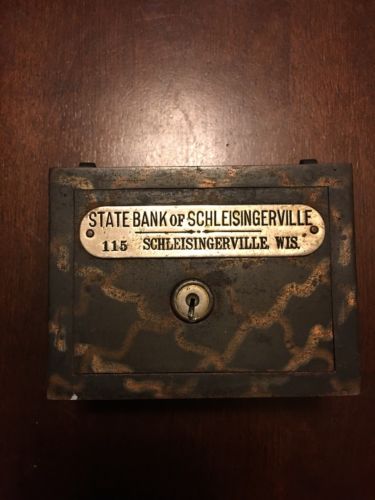 STATE BANK OF SCHLEISINGERVILLE
115 SCHLEISINGERVILLE, WIS.